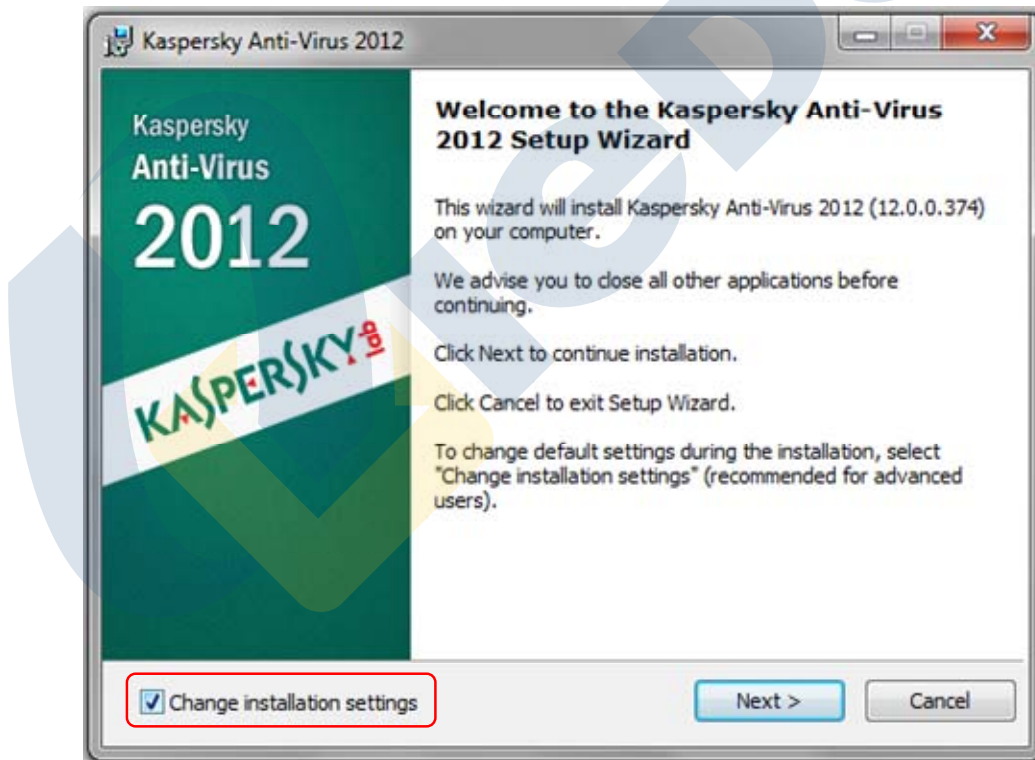 Kaspersky Anti-Virus 2012
Kaspersky
Anti-Virus
2012
KASPERSKY lab
Welcome to the Kaspersky Anti-Virus
2012 Setup Wizard
This wizard will install Kaspersky Anti-Virus 2012 (12.0.0.374)
on your computer.
We advise you to close all other applications before
continuing.
Click Next to continue installation.
Click Cancel to exit Setup Wizard.
To change default settings during the installation, select
"Change installation settings" (recommended for advanced
users).
Change installation settings
Next >
Cancel